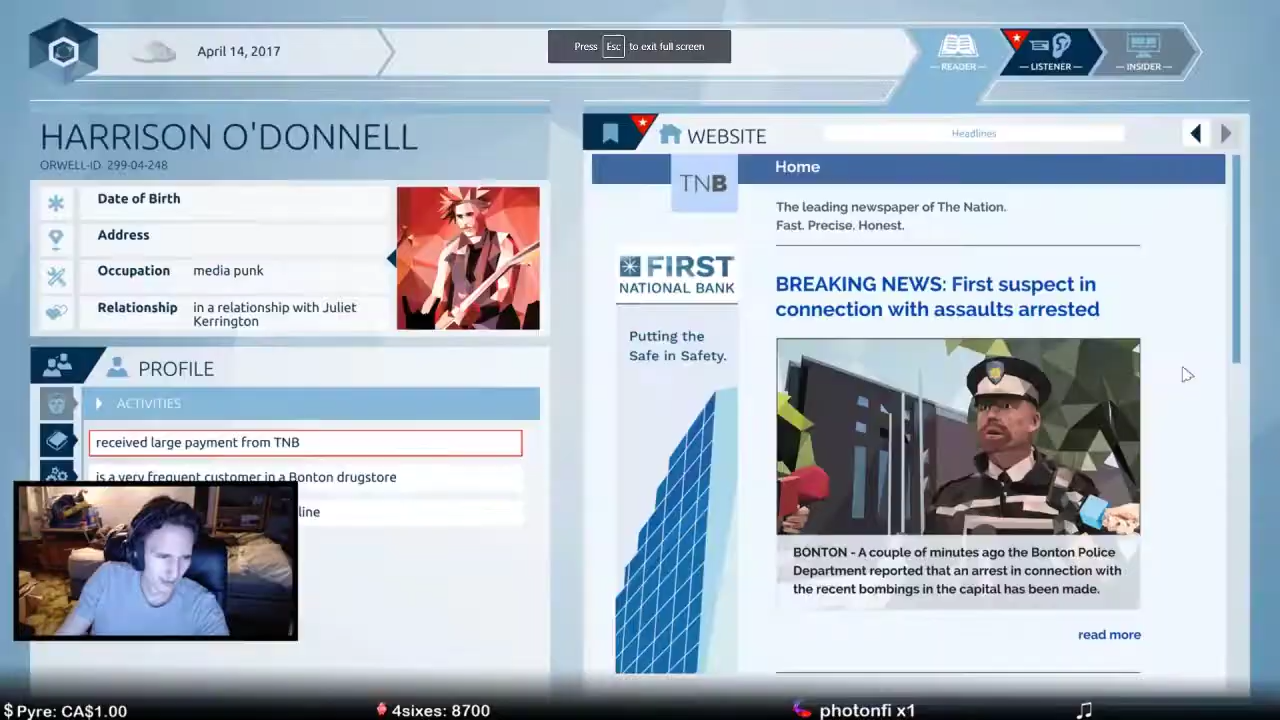 April 14, 2017
Press Esc to exit full screen
READER
LISTENER
INSIDER
HARRISON O'DONNELL
ORWELL-ID 299-04-248
Date of Birth
Address
Occupation media punk
Relationship in a relationship with Juliet
Kerrington
PROFILE
ACTIVITIES
received large payment from TNB
is a very frequent customer in a Bonton drugstore
line
WEBSITE
Headlines
TNB
Home
The leading newspaper of The Nation.
Fast. Precise. Honest.
FIRST
NATIONAL BANK
Putting the
Safe in Safety.
BREAKING NEWS: First suspect in
connection with assaults arrested
BONTON - A couple of minutes ago the Bonton Police
Department reported that an arrest in connection with
the recent bombings in the capital has been made.
read more
$ Pyre: CA$1.00
4sixes: 8700
photonfi x1